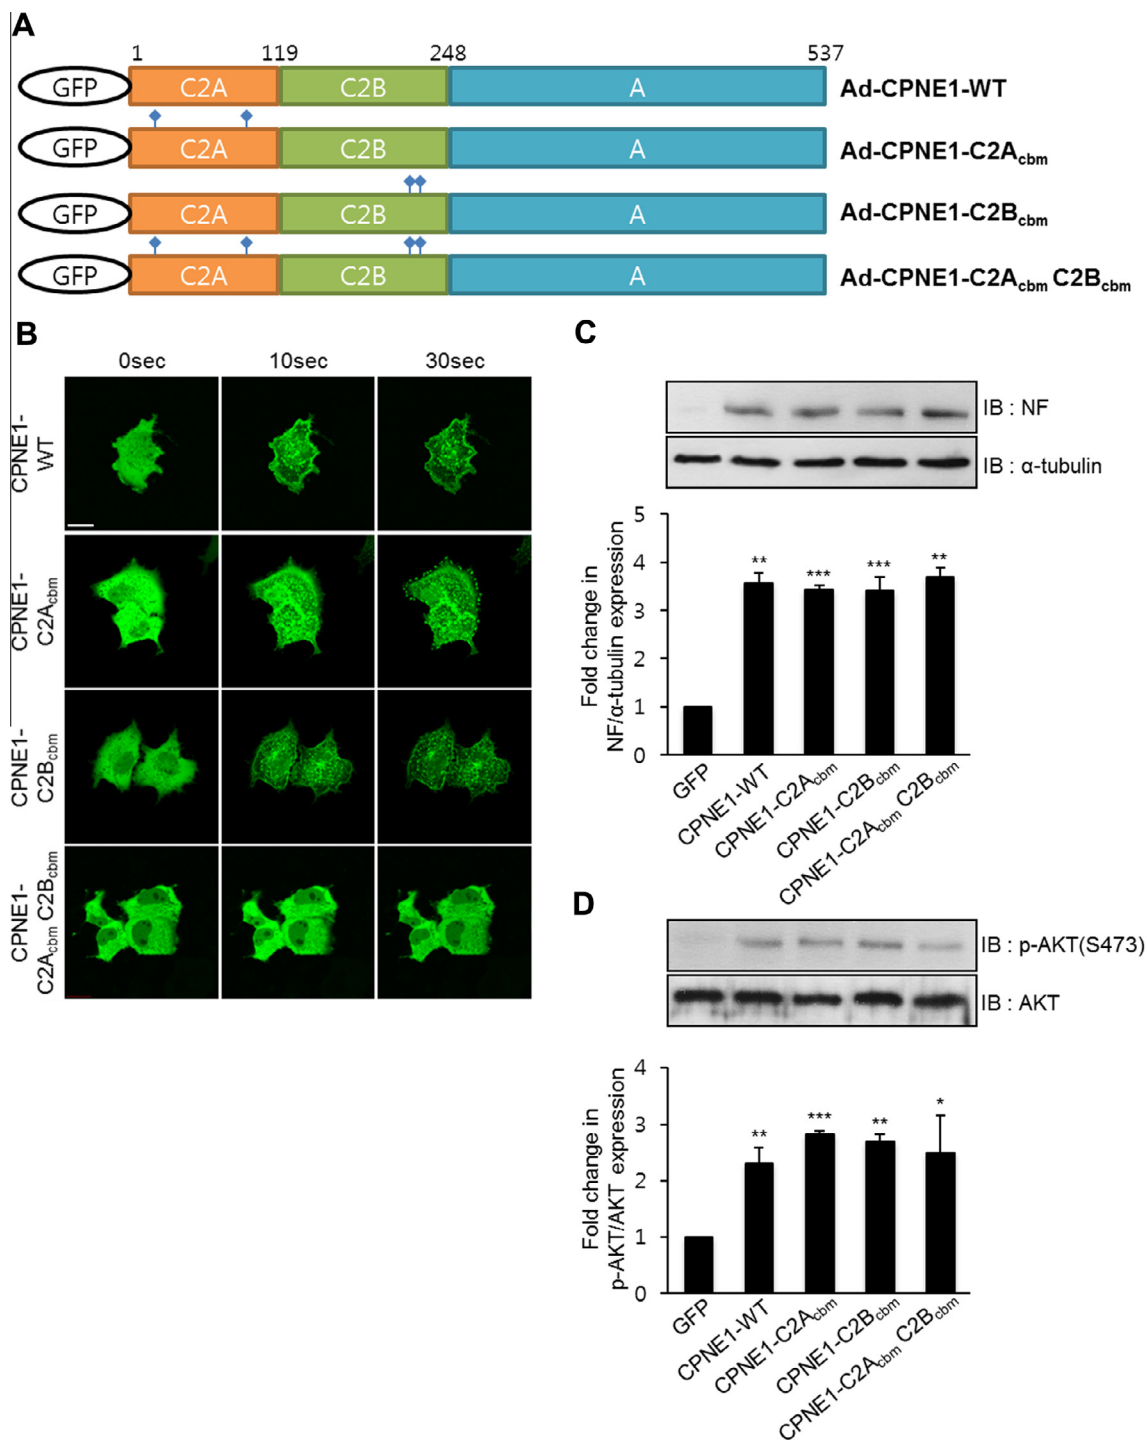 A
1 119 248 537
GFP C2A C2B A Ad-CPNE1-WT
GFP C2A C2B A Ad-CPNE1-C2Acbm
GFP C2A C2B A Ad-CPNE1-C2Bcbm
GFP C2A C2B A Ad-CPNE1-C2Acbm C2Bcbm
B
0sec 10sec 30sec
CPNE1-
WT
CPNE1-
C2Acbm
CPNE1-
C2Bcbm
CPNE1-
C2Acbm C2Bcbm
C
IB : NF
IB : α-tubulin
Fold change in
NF/α-tubulin expression
5
4
3
2
1
0
** *** *** **
GFP
CPNE1-WT
CPNE1-C2Acbm
CPNE1-C2Bcbm
CPNE1-C2Acbm C2Bcbm
D
IB : p-AKT(S473)
IB : AKT
Fold change in
p-AKT/AKT expression
4
3
2
1
0
** *** ** *
GFP
CPNE1-WT
CPNE1-C2Acbm
CPNE1-C2Bcbm
CPNE1-C2Acbm C2Bcbm